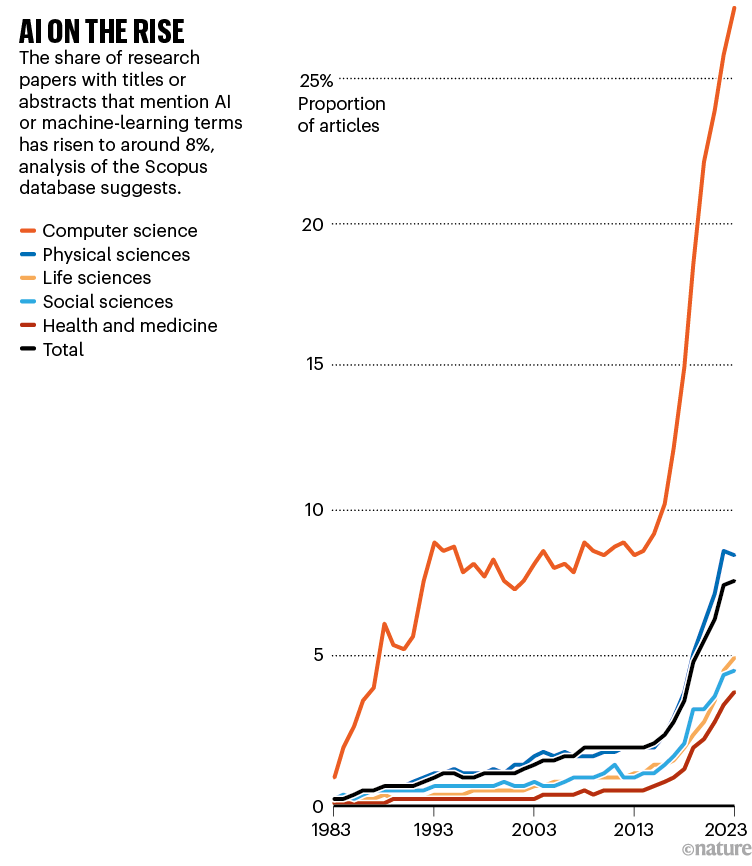 AI ON THE RISE
The share of research
papers with titles or
abstracts that mention AI
or machine-learning terms
has risen to around 8%,
analysis of the Scopus
database suggests.
Computer science
Physical sciences
Life sciences
Social sciences
Health and medicine
Total
25%
Proportion
of articles
20
15
10
5
0
1983
1993
2003
2013
2023
©nature